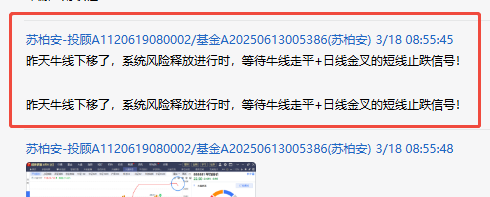 苏柏安-投顾A1120619080002/基金A20250613005386(苏柏安) 3/18 08:55:45
昨天牛线下移了，系统风险释放进行时，等待牛线走平+日线金叉的短线止跌信号！
昨天牛线下移了，系统风险释放进行时，等待牛线走平+日线金叉的短线止跌信号！
苏柏安-投顾A1120619080002/基金A20250613005386(苏柏安) 3/18 08:55:48